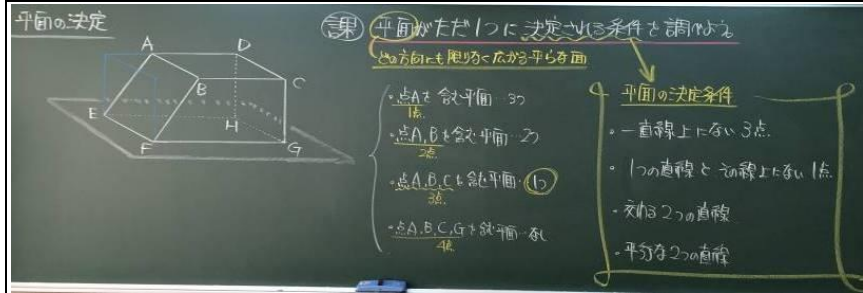 平面の決定
課 平面がただ1つに決定される条件を調べよう
どの方向にも限りなく広がる平らな面
A
D
B
C
E
H
F
G
・点Aを含む平面…3つ
1点
・点A,Bを含む平面…2つ
2点
・点A,B,Cを含む平面…1つ
3点
・点A,B,C,Gを含む平面…なし
4点
平面の決定条件
・一直線上にない3点
・1つの直線とその線上にない1点
・交わる2つの直線
・平行な2つの直線